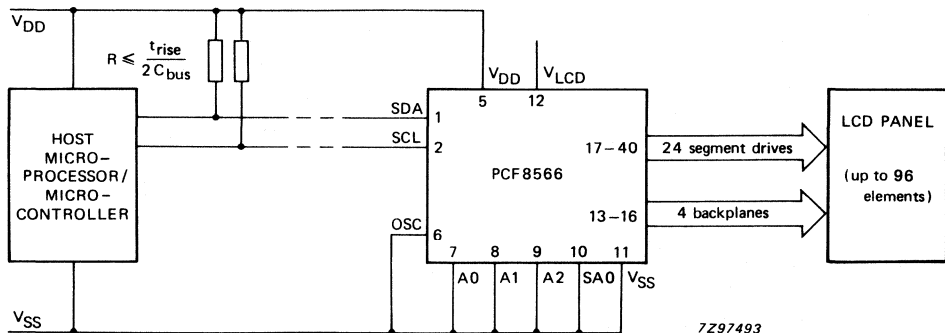 VDD
R ⩽ trise
2Cbus
VDD
VLCD
5
12
HOST
MICRO-
PROCESSOR/
MICRO-
CONTROLLER
SDA
1
SCL
2
PCF8566
17–40
24 segment drives
13–16
4 backplanes
LCD PANEL
(up to 96
elements)
OSC
6
7
8
9
10
11
A0
A1
A2
SA0
VSS
VSS
7Z97493